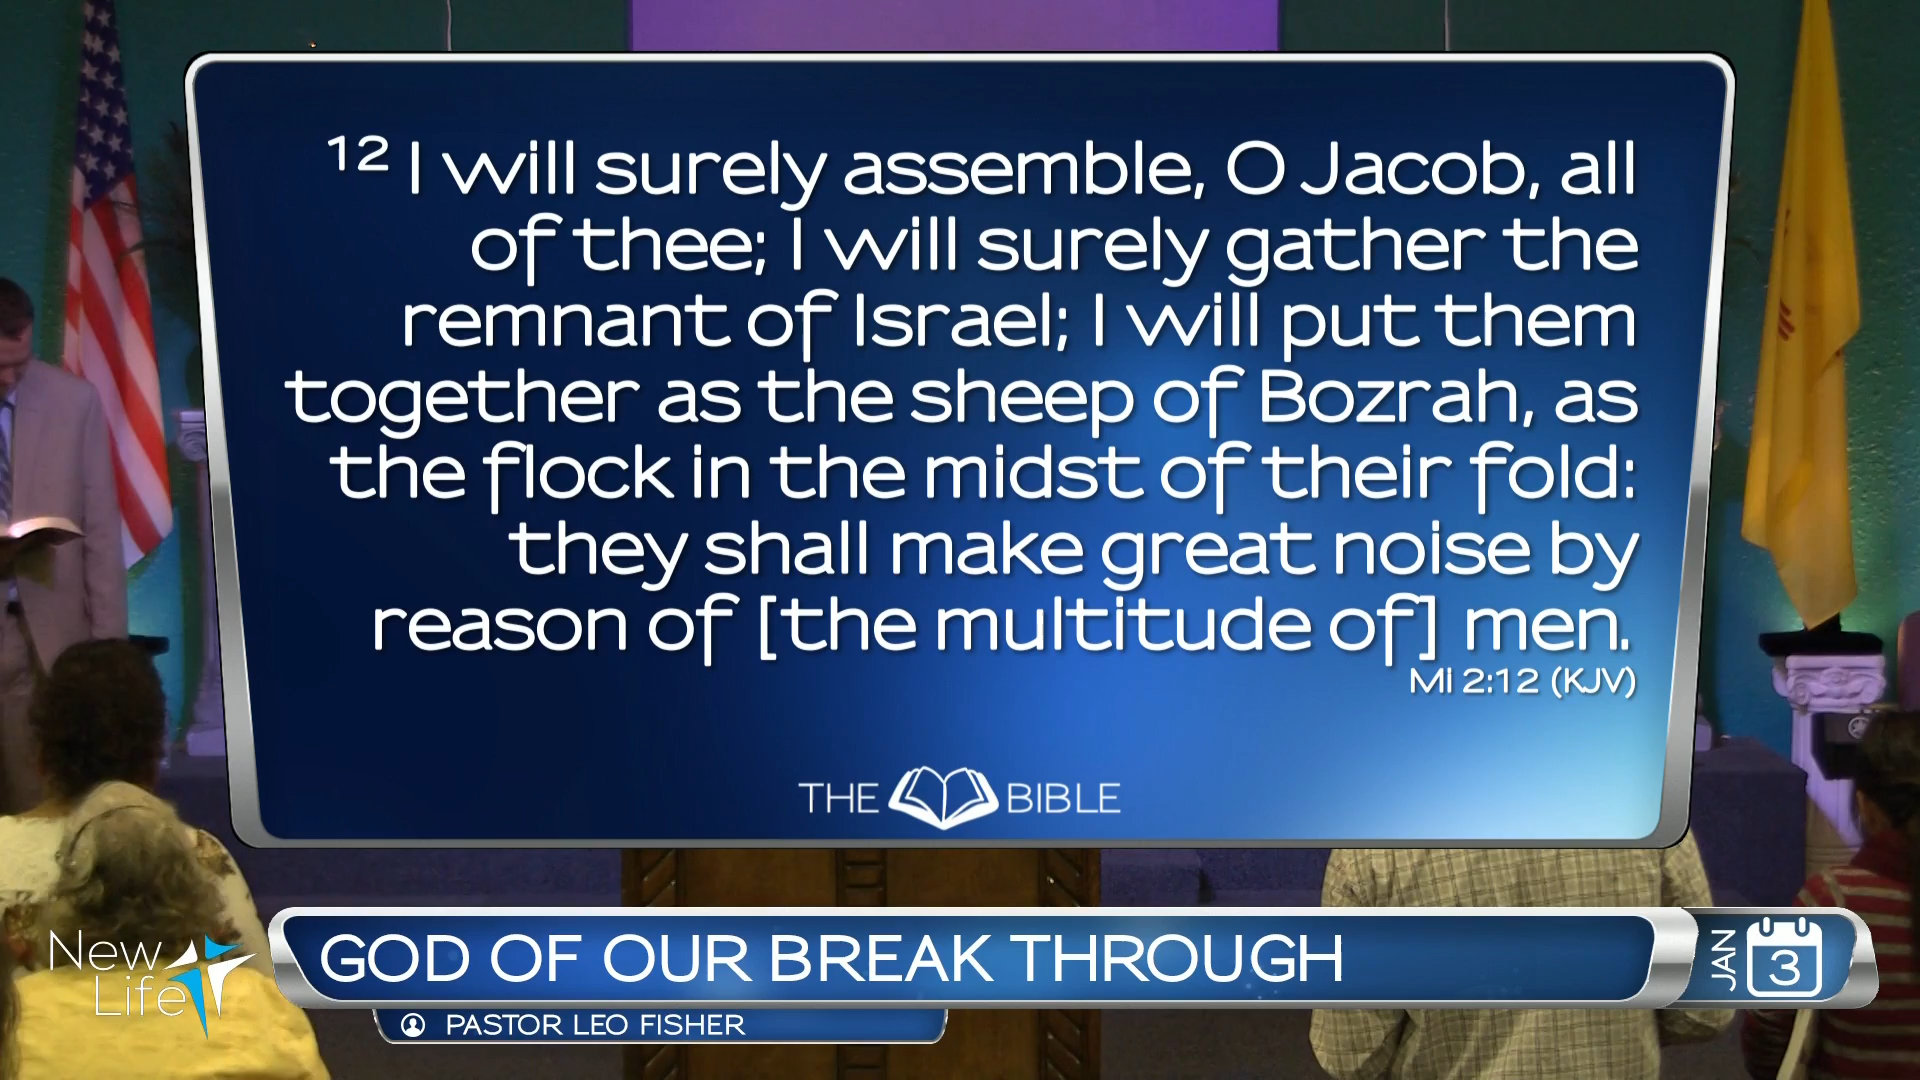 12 I will surely assemble, O Jacob, all
of thee; I will surely gather the
remnant of Israel; I will put them
together as the sheep of Bozrah, as
the flock in the midst of their fold:
they shall make great noise by
reason of [the multitude of] men.
Mi 2:12 (KJV)
THE BIBLE
New
Life
GOD OF OUR BREAK THROUGH
JAN
3
PASTOR LEO FISHER